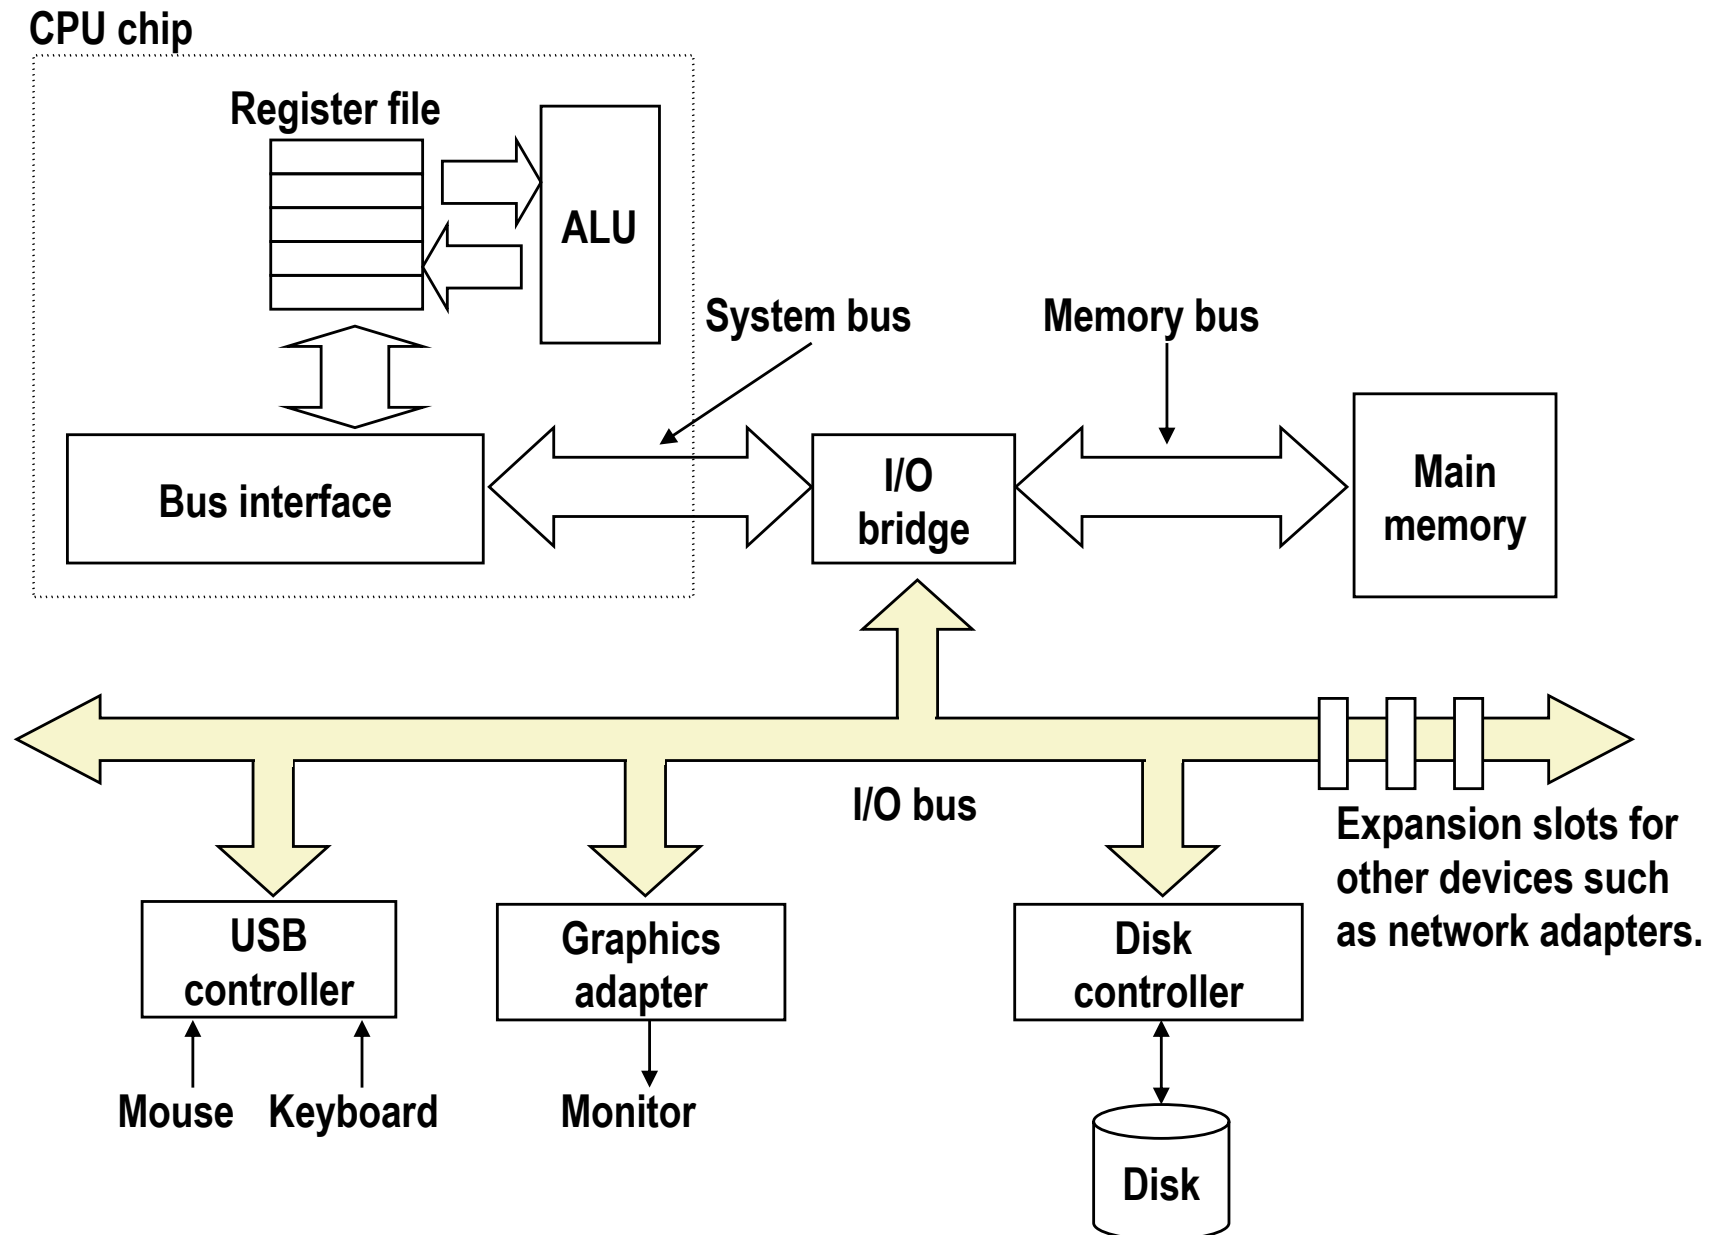 CPU chip
Register file
ALU
System bus
Memory bus
Bus interface
I/O
bridge
Main
memory
I/O bus
Expansion slots for
other devices such
as network adapters.
USB
controller
Graphics
adapter
Disk
controller
Mouse
Keyboard
Monitor
Disk